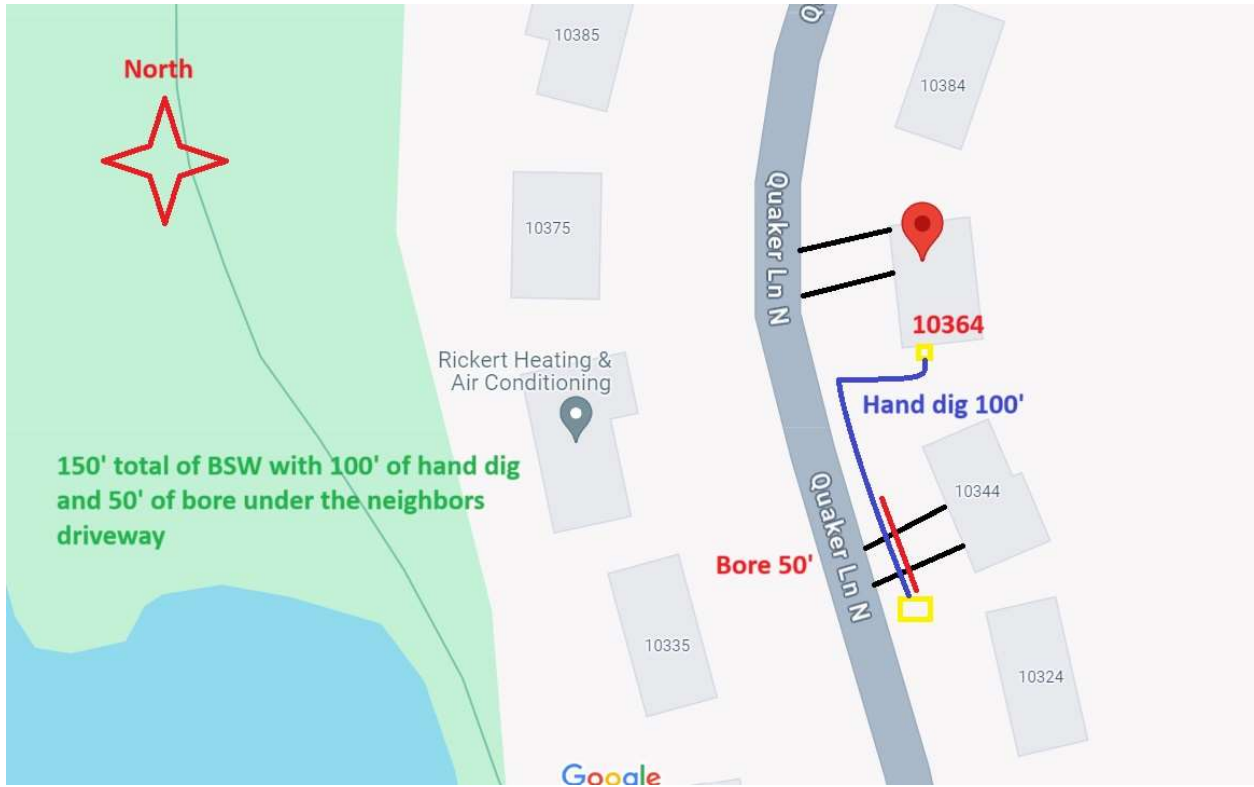 Q
10385
North
10384
Quaker Ln N
10375
10364
Rickert Heating &
Air Conditioning
Hand dig 100'
150' total of BSW with 100' of hand dig
and 50' of bore under the neighbors
driveway
10344
Quaker Ln N
Bore 50'
10335
10324
Google